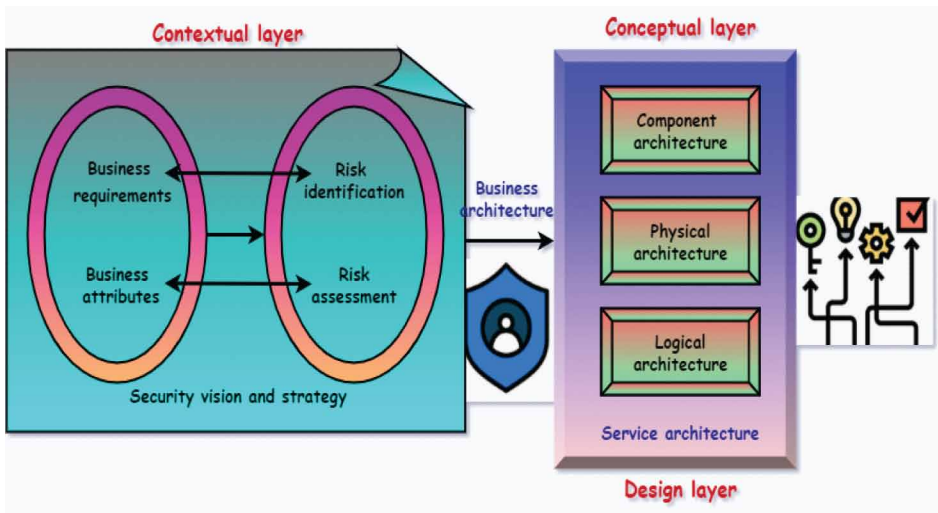 Contextual layer
Business
requirements
Risk
identification
Business
attributes
Risk
assessment
Security vision and strategy
Business
architecture
Conceptual layer
Component
architecture
Physical
architecture
Logical
architecture
Service architecture
Design layer